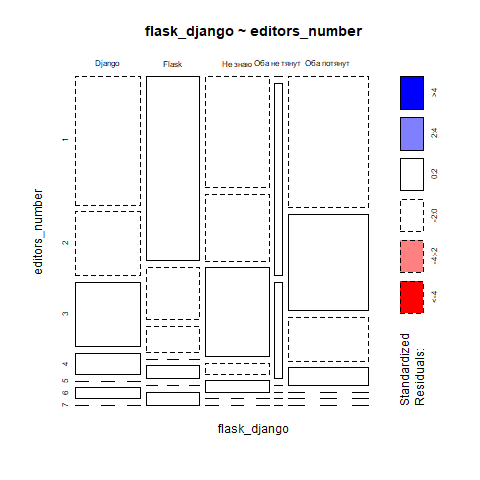 flask_django ~ editors_number
Django Flask Не знаю Оба не тянут Оба потянут
editors_number
1
2
3
4
5
6
7
flask_django
>4
2:4
0:2
-2:0
-4:-2
<-4
Standardized
Residuals: